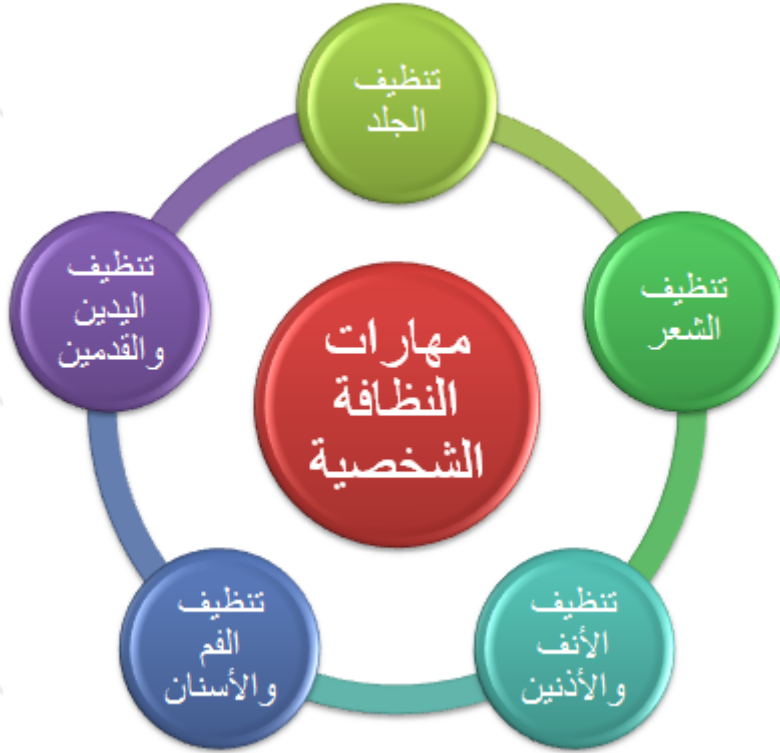 مهارات
النظافة
الشخصية
تنظيف
الجلد
تنظيف
الشعر
تنظيف
الأنف
والأذنين
تنظيف
الفم
والأسنان
تنظيف
اليدين
والقدمين